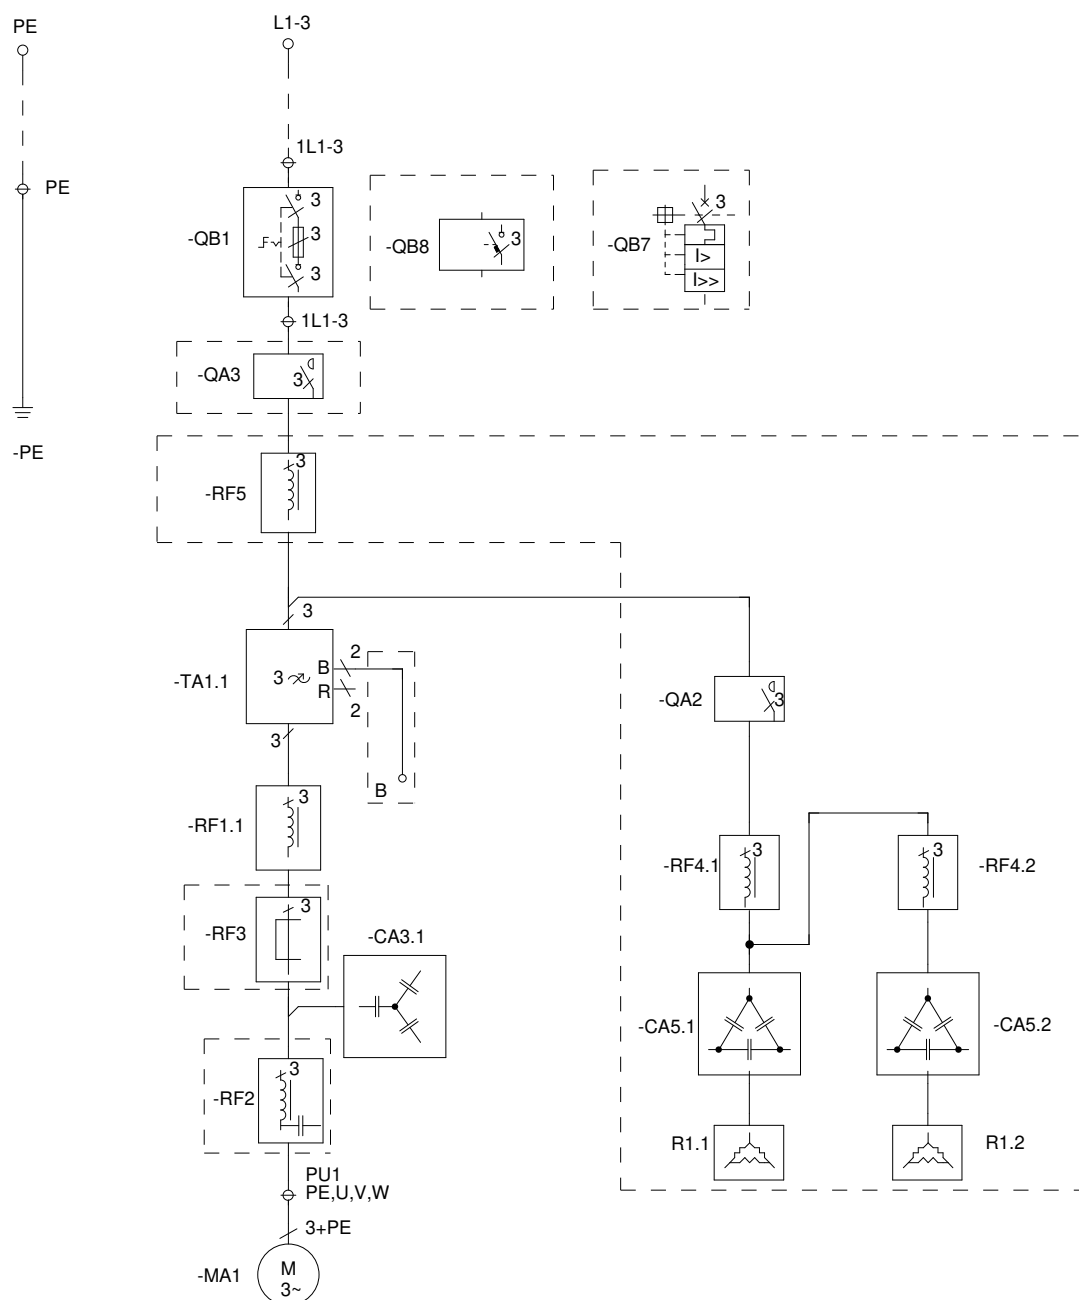 PE
L1-3
1L1-3
PE
-QB1
3
3
3
-QB8
3
-QB7
3
I>
I>>
1L1-3
-QA3
3
-PE
-RF5
3
3
-TA1.1
3
B
R
2
2
B
3
-QA2
3
-RF1.1
3
-RF4.1
3
3
-RF4.2
-RF3
3
-CA3.1
-CA5.1
-CA5.2
-RF2
3
R1.1
R1.2
PU1
PE,U,V,W
3+PE
-MA1
M
3~